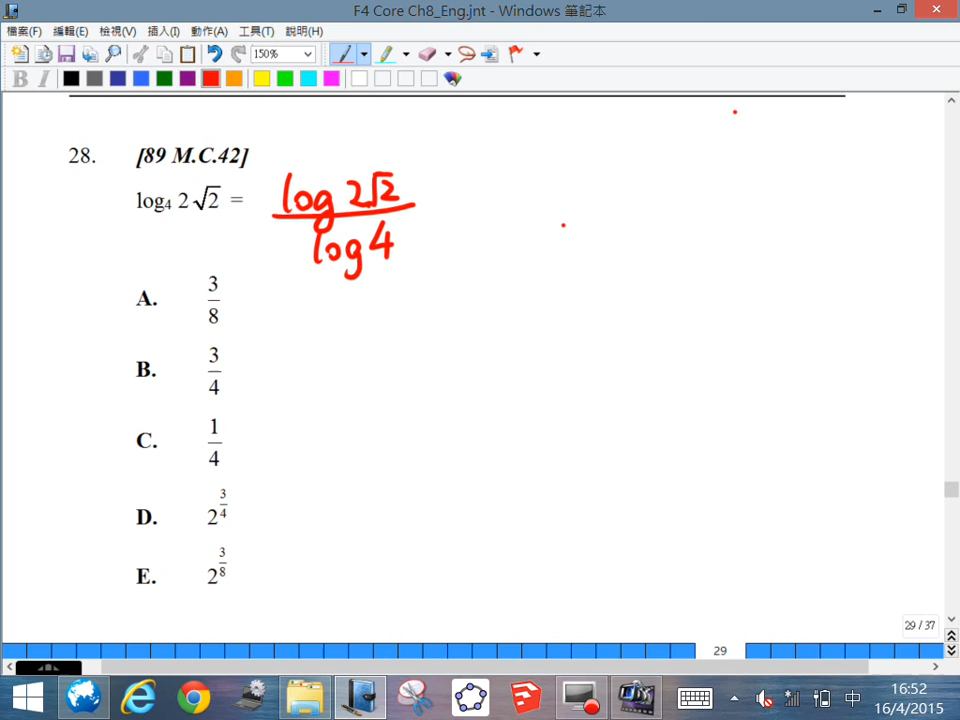 F4 Core Ch8_Eng.jnt - Windows 筆記本
檔案(F) 編輯(E) 檢視(V) 插入(I) 動作(A) 工具(T) 說明(H)
150%
B I
28. [89 M.C.42]
log₄ 2√2 = log 2√2 / log 4
A. 3/8
B. 3/4
C. 1/4
D. 2^(3/4)
E. 2^(3/8)
29 / 37
29
中
16:52
16/4/2015